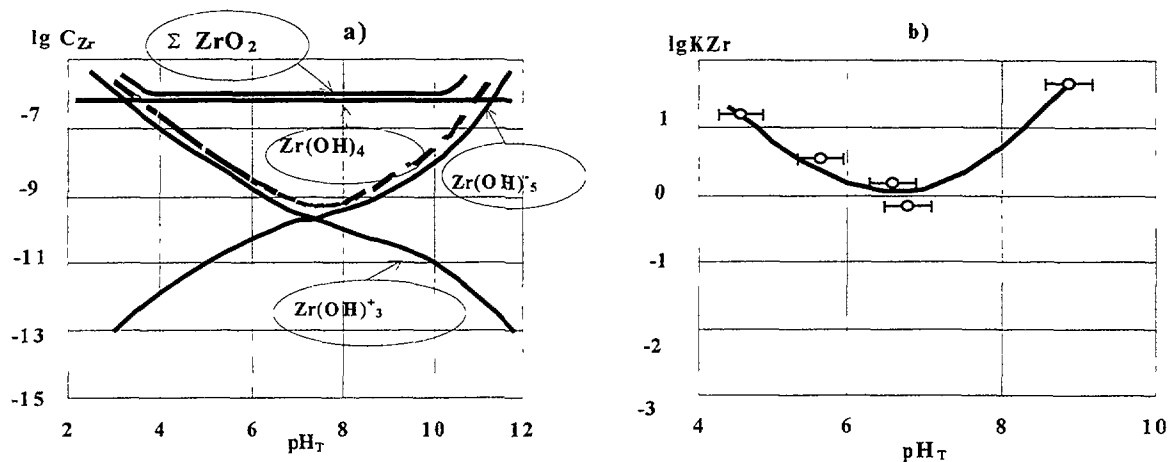 lg C_Zr
a)
Σ ZrO₂
-7
-9
-11
-13
-15
Zr(OH)₄
Zr(OH)⁻₅
Zr(OH)⁺₃
2 4 6 8 10 12
pH_T
lgKZr
b)
1
0
-1
-2
-3
4 6 8 10
pH_T